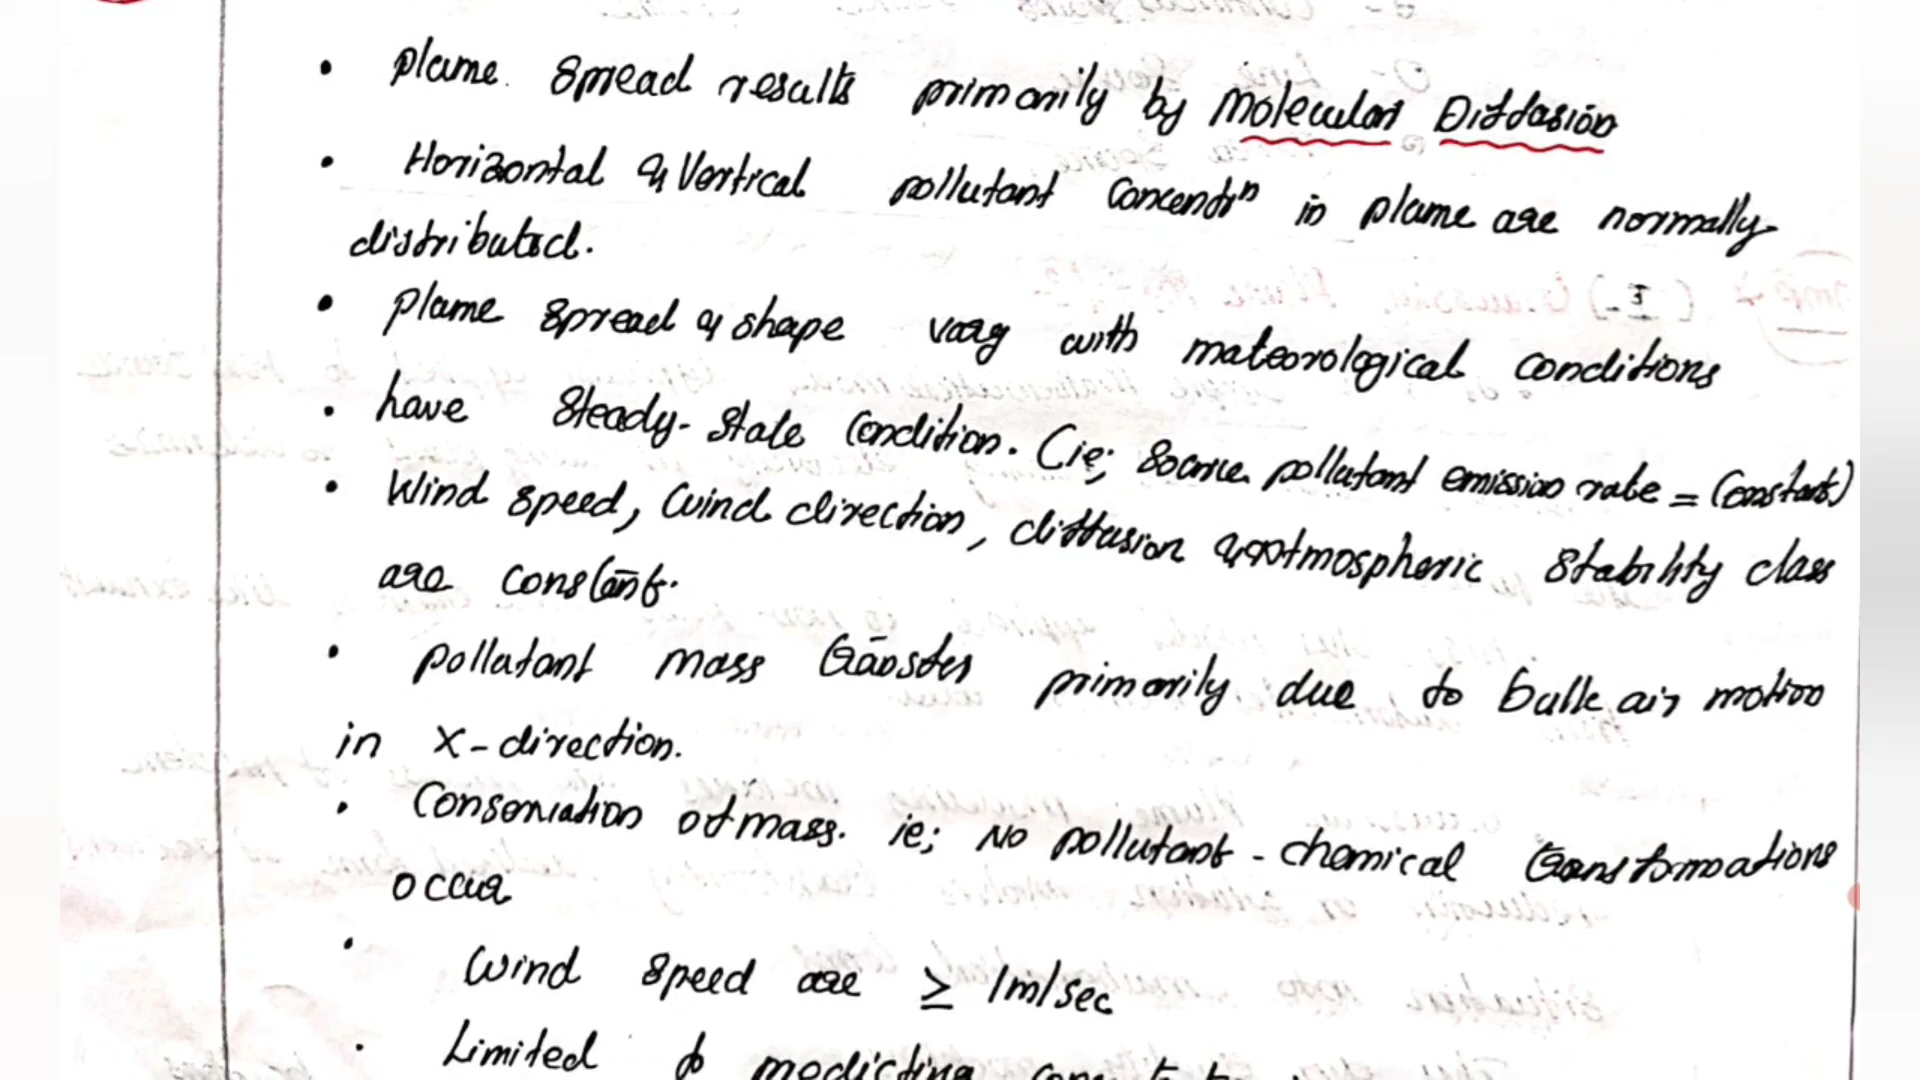 • plume spread results primarily by Molecular Diffusion
• Horizontal & Vertical pollutant Concentrⁿ in plume are normally
distributed.
• plume spread & shape vary with meteorological conditions
• have Steady-State Condition. (ie; Source pollutant emission rate = Constant)
• Wind speed, Wind direction, diffusion & atmospheric stability class
are constant.
• pollutant mass transfer primarily due to bulk air motion
in X-direction.
• Conservation of mass. ie; No pollutant - chemical transformations
occur
• Wind speed are ≥ 1m/sec
• Limited to predicting